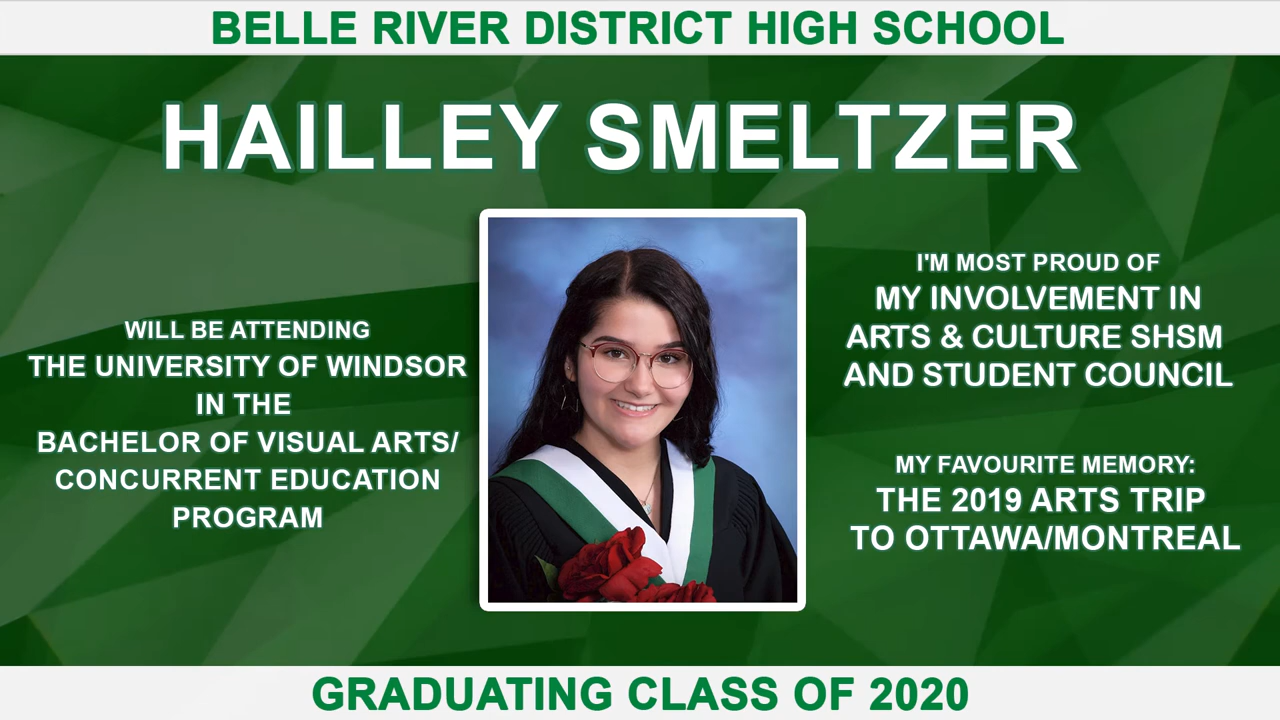 BELLE RIVER DISTRICT HIGH SCHOOL
HAILLEY SMELTZER
WILL BE ATTENDING
THE UNIVERSITY OF WINDSOR
IN THE
BACHELOR OF VISUAL ARTS/
CONCURRENT EDUCATION
PROGRAM
I'M MOST PROUD OF
MY INVOLVEMENT IN
ARTS & CULTURE SHSM
AND STUDENT COUNCIL
MY FAVOURITE MEMORY:
THE 2019 ARTS TRIP
TO OTTAWA/MONTREAL
GRADUATING CLASS OF 2020